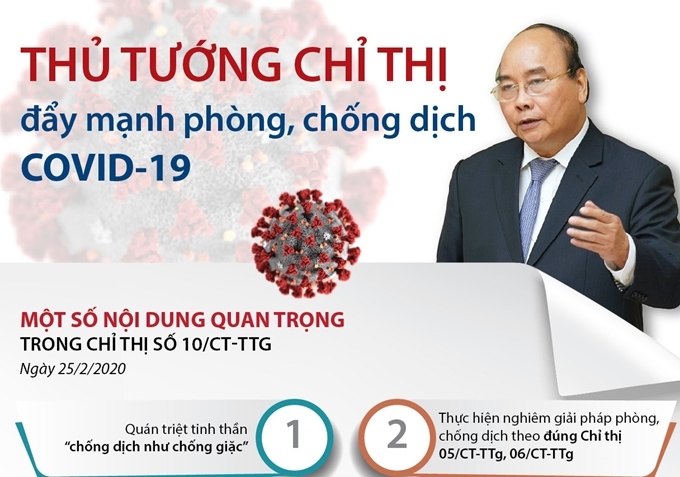 THỦ TƯỚNG CHỈ THỊ
đẩy mạnh phòng, chống dịch
COVID-19
MỘT SỐ NỘI DUNG QUAN TRỌNG
TRONG CHỈ THỊ SỐ 10/CT-TTG
Ngày 25/2/2020
Quán triệt tinh thần
“chống dịch như chống giặc”
1
2
Thực hiện nghiêm giải pháp phòng,
chống dịch theo đúng Chỉ thị
05/CT-TTg, 06/CT-TTg